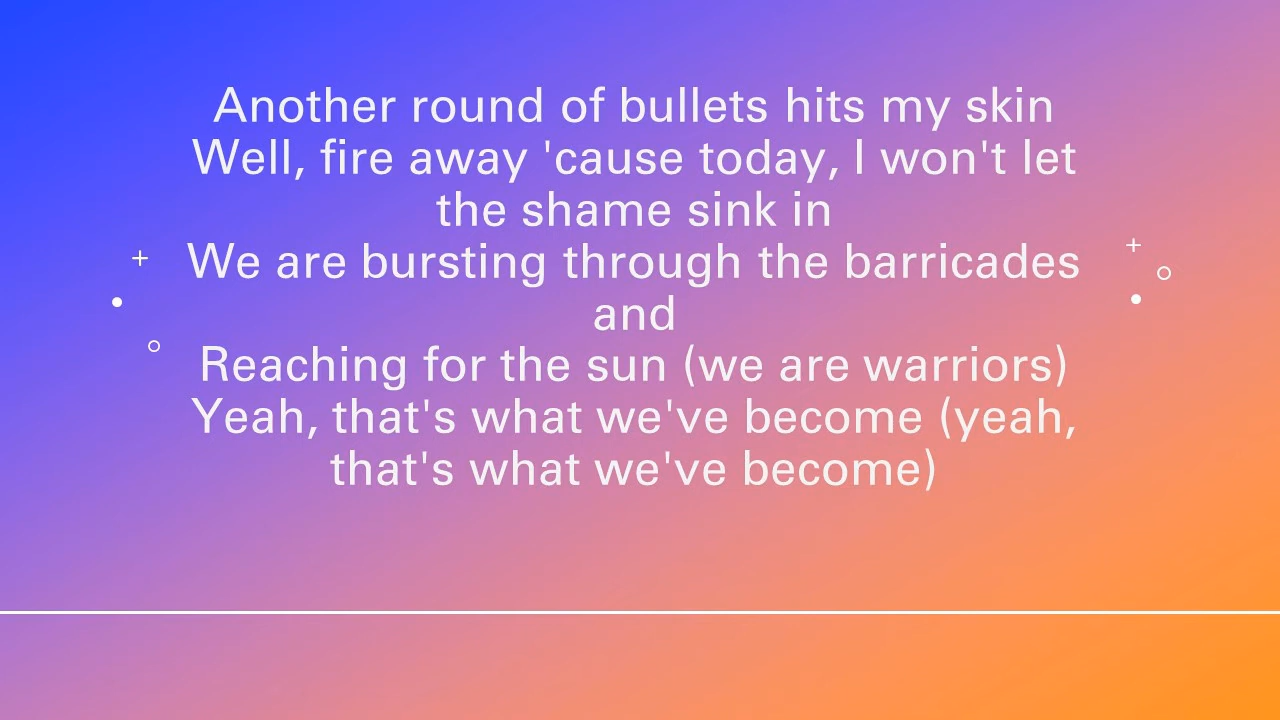 Another round of bullets hits my skin
Well, fire away 'cause today, I won't let
the shame sink in
We are bursting through the barricades
and
Reaching for the sun (we are warriors)
Yeah, that's what we've become (yeah,
that's what we've become)